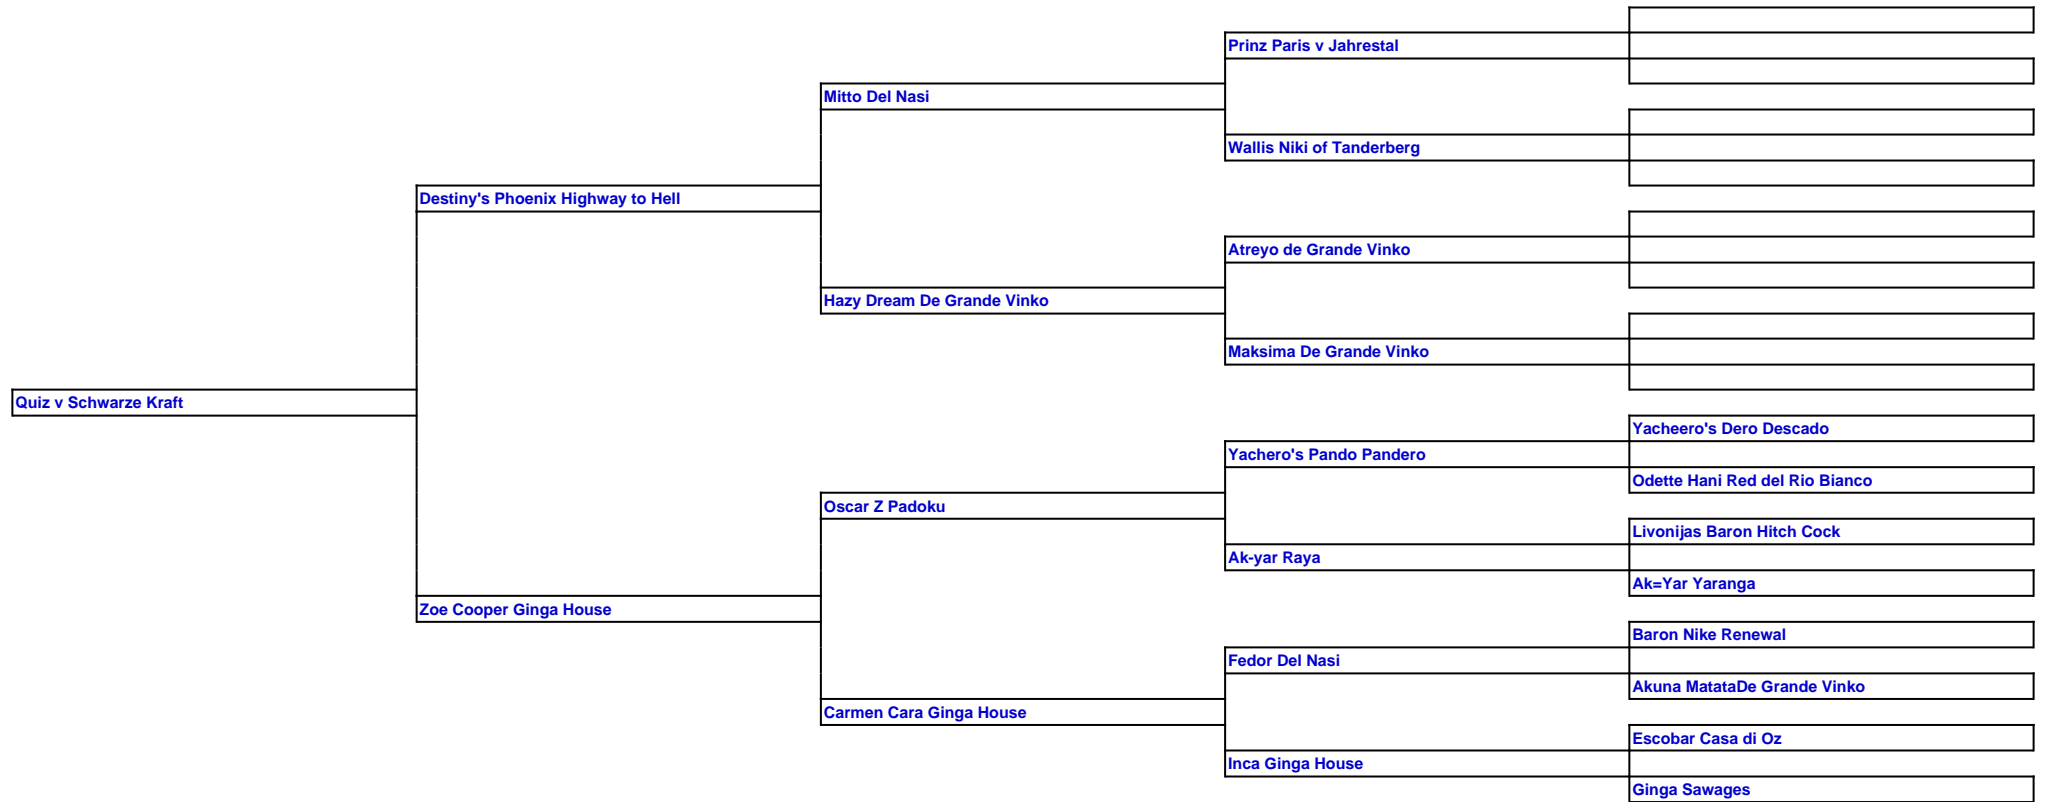 Prinz Paris v Jahrestal
Mitto Del Nasi
Wallis Niki of Tanderberg
Destiny's Phoenix Highway to Hell
Atreyo de Grande Vinko
Hazy Dream De Grande Vinko
Maksima De Grande Vinko
Quiz v Schwarze Kraft
Yacheero's Dero Descado
Yachero's Pando Pandero
Odette Hani Red del Rio Bianco
Oscar Z Padoku
Livonijas Baron Hitch Cock
Ak-yar Raya
Ak=Yar Yaranga
Zoe Cooper Ginga House
Baron Nike Renewal
Fedor Del Nasi
Akuna MatataDe Grande Vinko
Carmen Cara Ginga House
Escobar Casa di Oz
Inca Ginga House
Ginga Sawages